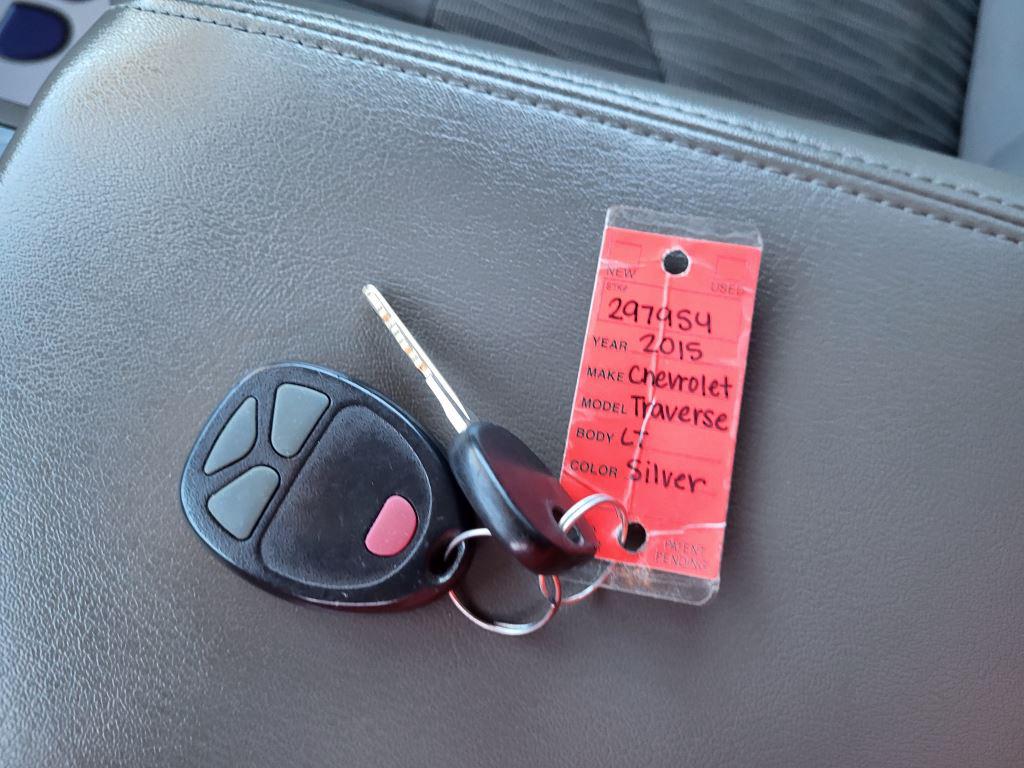 NEW USED
STK#
297954
YEAR 2015
MAKE Chevrolet
MODEL Traverse
BODY LT
COLOR Silver
PATENT
PENDING